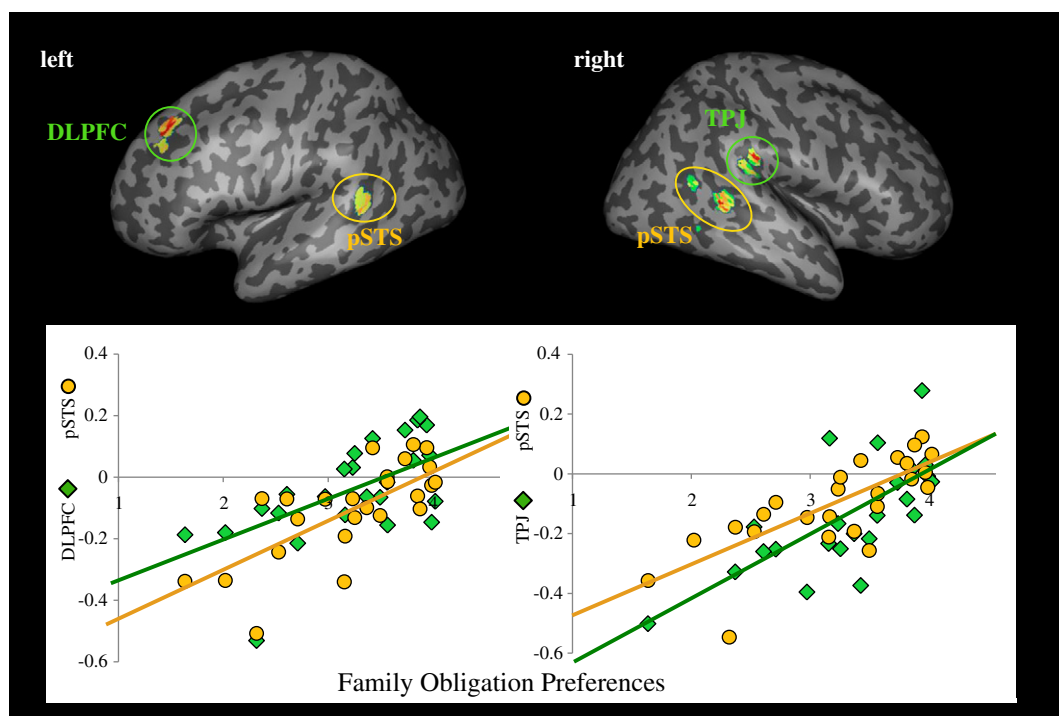 left
right
DLPFC
TPJ
pSTS
pSTS
pSTS
DLPFC
0.4
0.2
0
-0.2
-0.4
-0.6
1
2
3
4
pSTS
TPJ
0.4
0.2
0
-0.2
-0.4
-0.6
1
2
3
4
Family Obligation Preferences